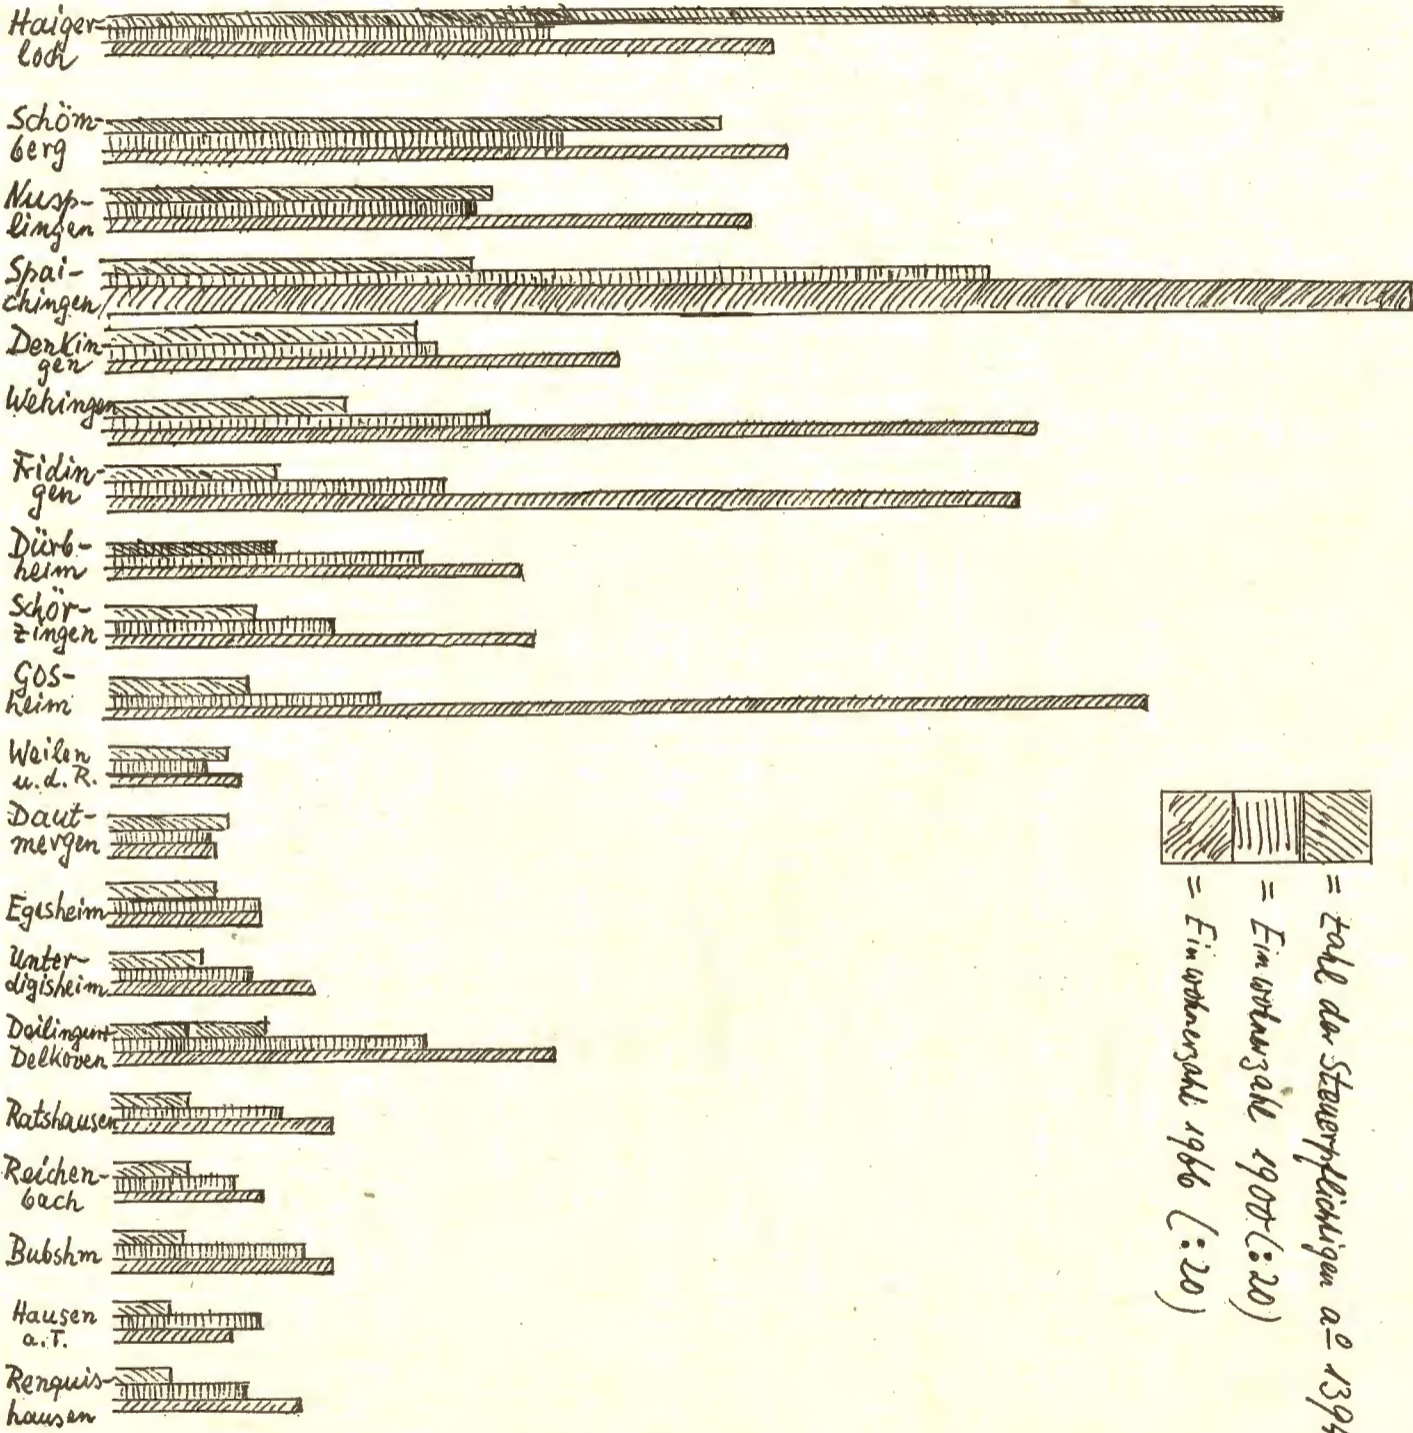 Haiger-
loch
Schöm-
berg
Nusp-
lingen
Spai-
chingen
Denkin-
gen
Wehingen
Fridin-
gen
Dürb-
heim
Schör-
zingen
Gos-
heim
Weilen
u. d. R.
Daut-
mergen
Egesheim
Unter-
digisheim
Deilingen+
Delkoven
Ratshausen
Reichen-
bach
Bubshm
Hausen
a. T.
Renquis-
hausen
= Zahl der Steuerpflichtigen a° 1394
= Einwohnerzahl 1900 (:20)
= Einwohnerzahl 1966 (:20)